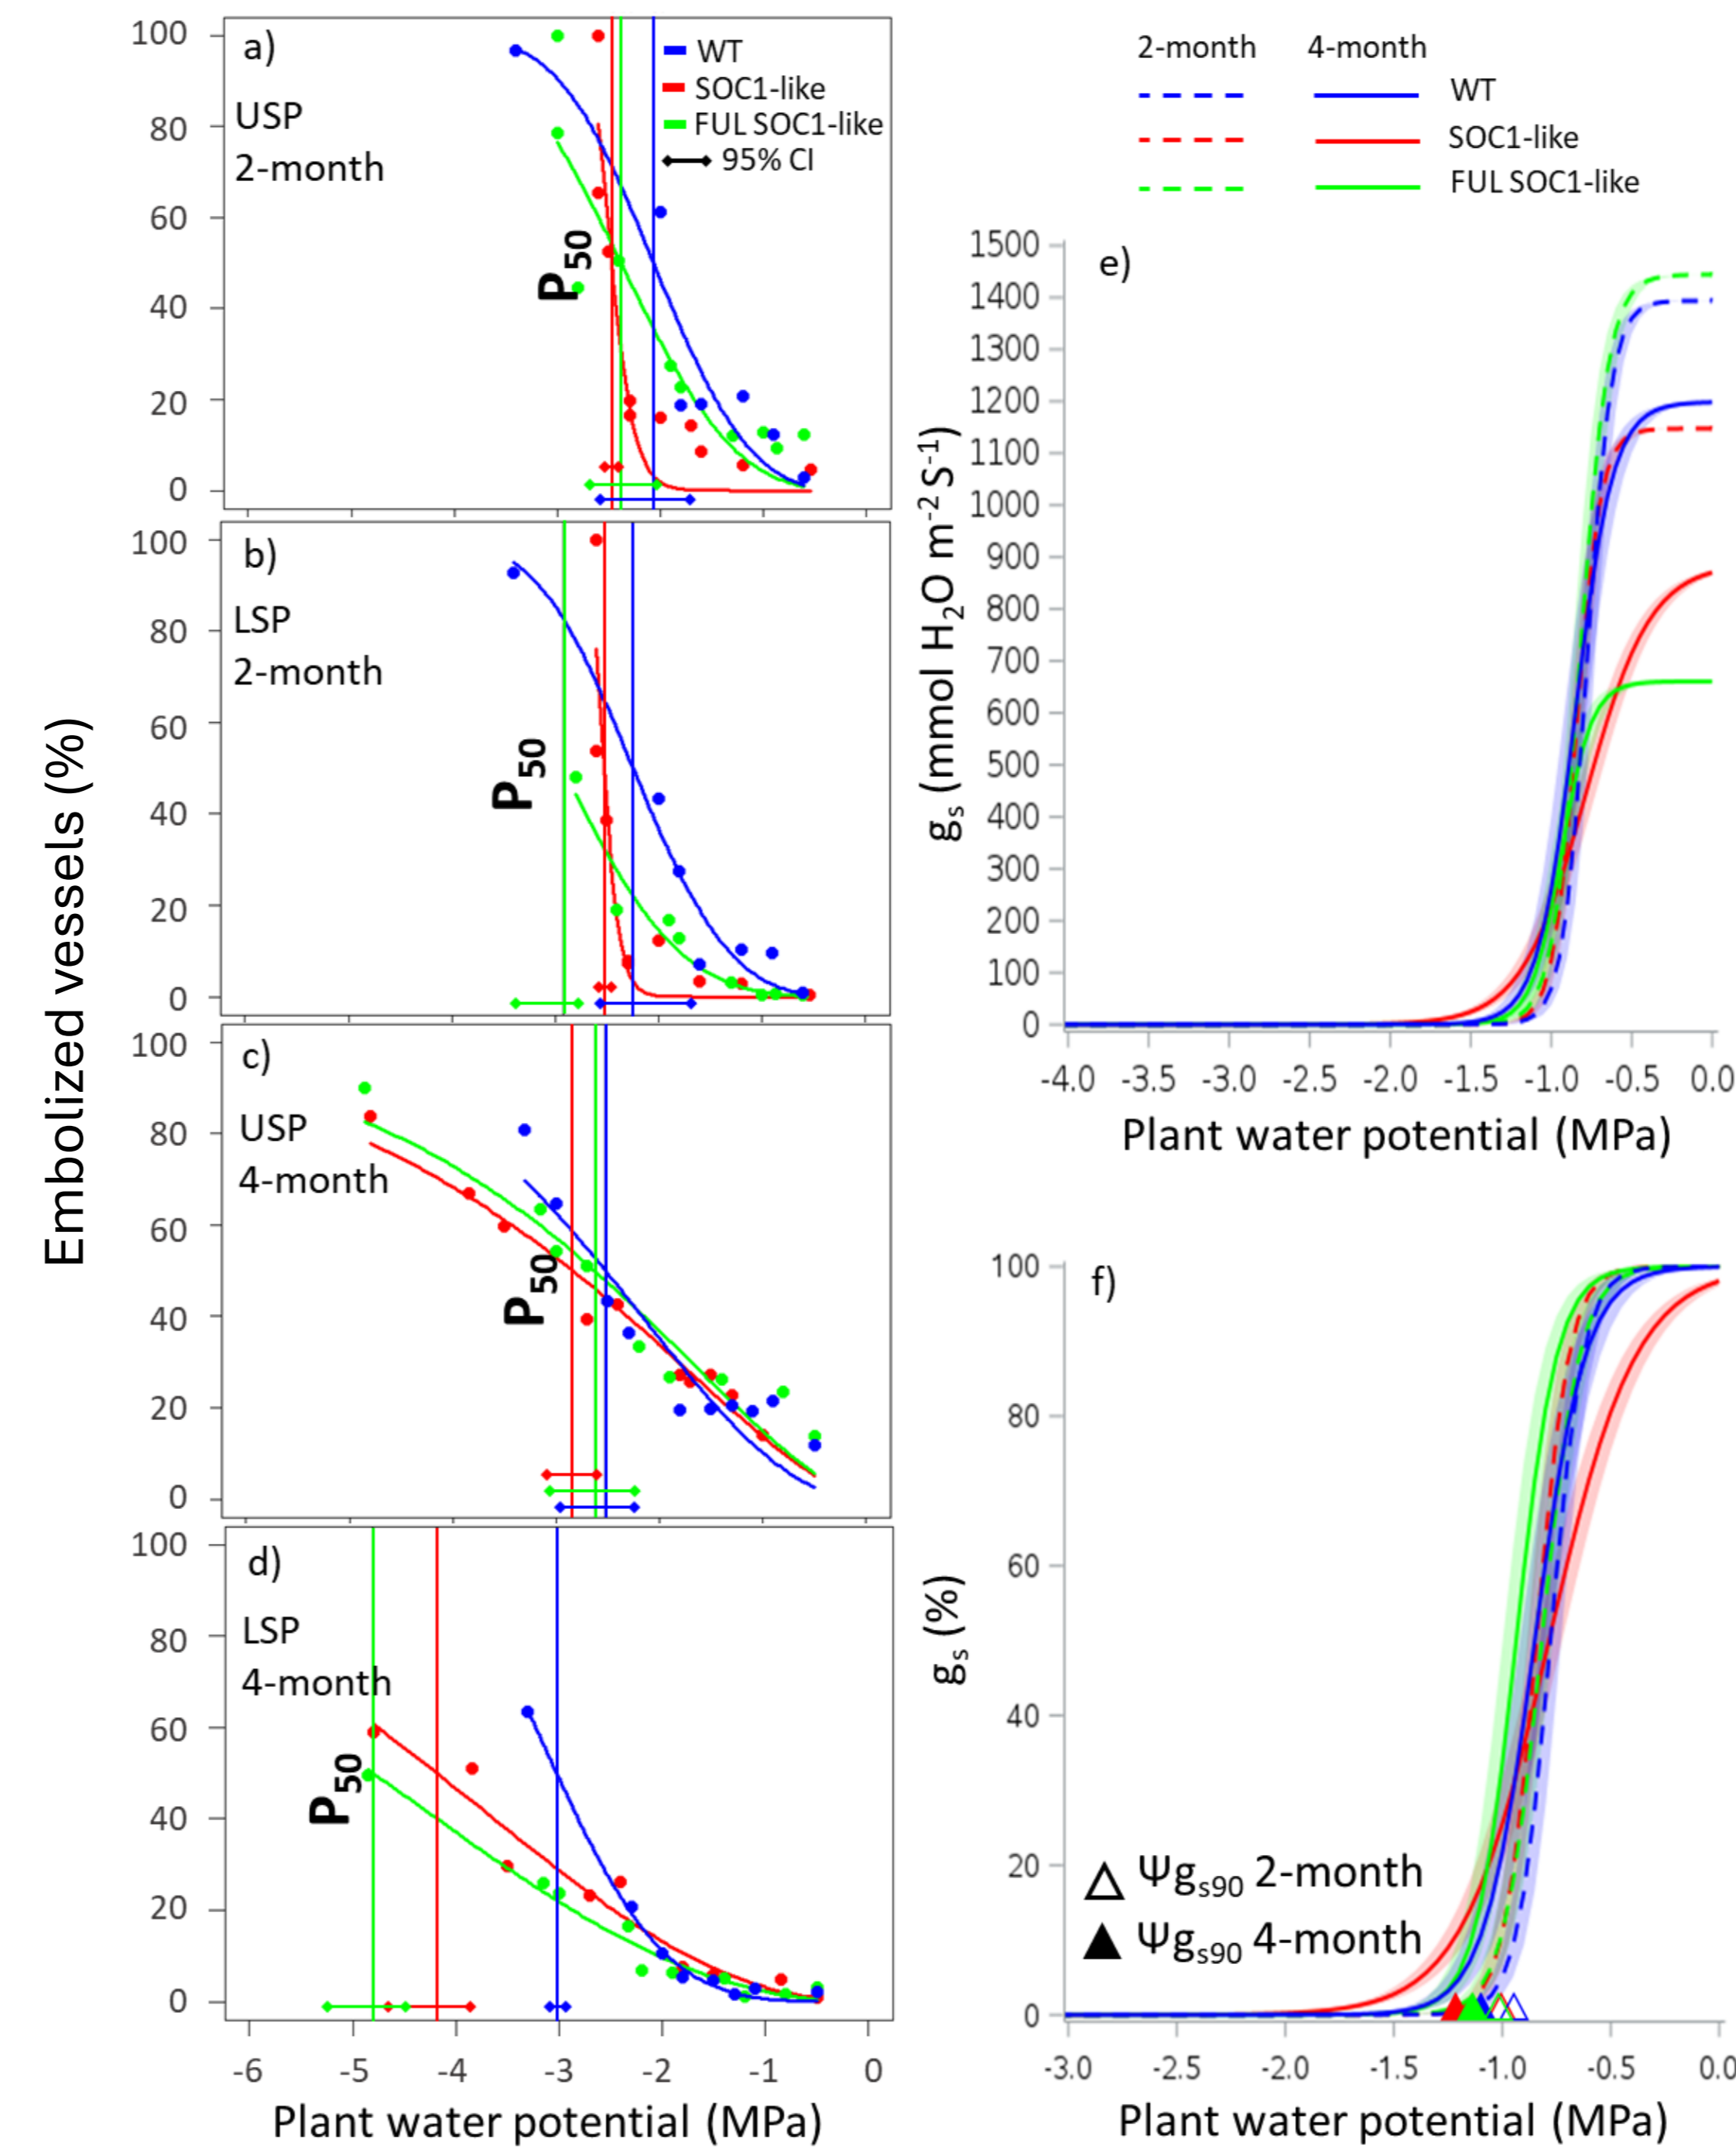 Embolized vessels (%)
a)
USP
2-month
WT
SOC1-like
FUL SOC1-like
95% CI
P50
100
80
60
40
20
0
b)
LSP
2-month
P50
100
80
60
40
20
0
c)
USP
4-month
P50
100
80
60
40
20
0
d)
LSP
4-month
P50
100
80
60
40
20
0
-6 -5 -4 -3 -2 -1 0
Plant water potential (MPa)
2-month 4-month
WT
SOC1-like
FUL SOC1-like
e)
gs (mmol H2O m-2 S-1)
1500
1400
1300
1200
1100
1000
900
800
700
600
500
400
300
200
100
0
-4.0 -3.5 -3.0 -2.5 -2.0 -1.5 -1.0 -0.5 0.0
Plant water potential (MPa)
f)
gs (%)
100
80
60
40
20
0
Ψgs90 2-month
Ψgs90 4-month
-3.0 -2.5 -2.0 -1.5 -1.0 -0.5 0.0
Plant water potential (MPa)